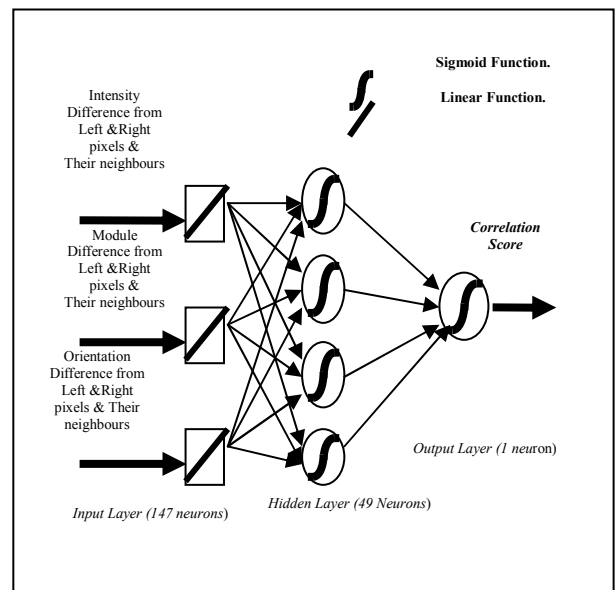 Sigmoid Function.
Linear Function.
Intensity
Difference from
Left &Right
pixels &
Their neighbours
Module
Difference from
Left &Right
pixels &
Their neighbours
Orientation
Difference from
Left &Right
pixels & Their
neighbours
Correlation
Score
Output Layer (1 neuron)
Input Layer (147 neurons)
Hidden Layer (49 Neurons)